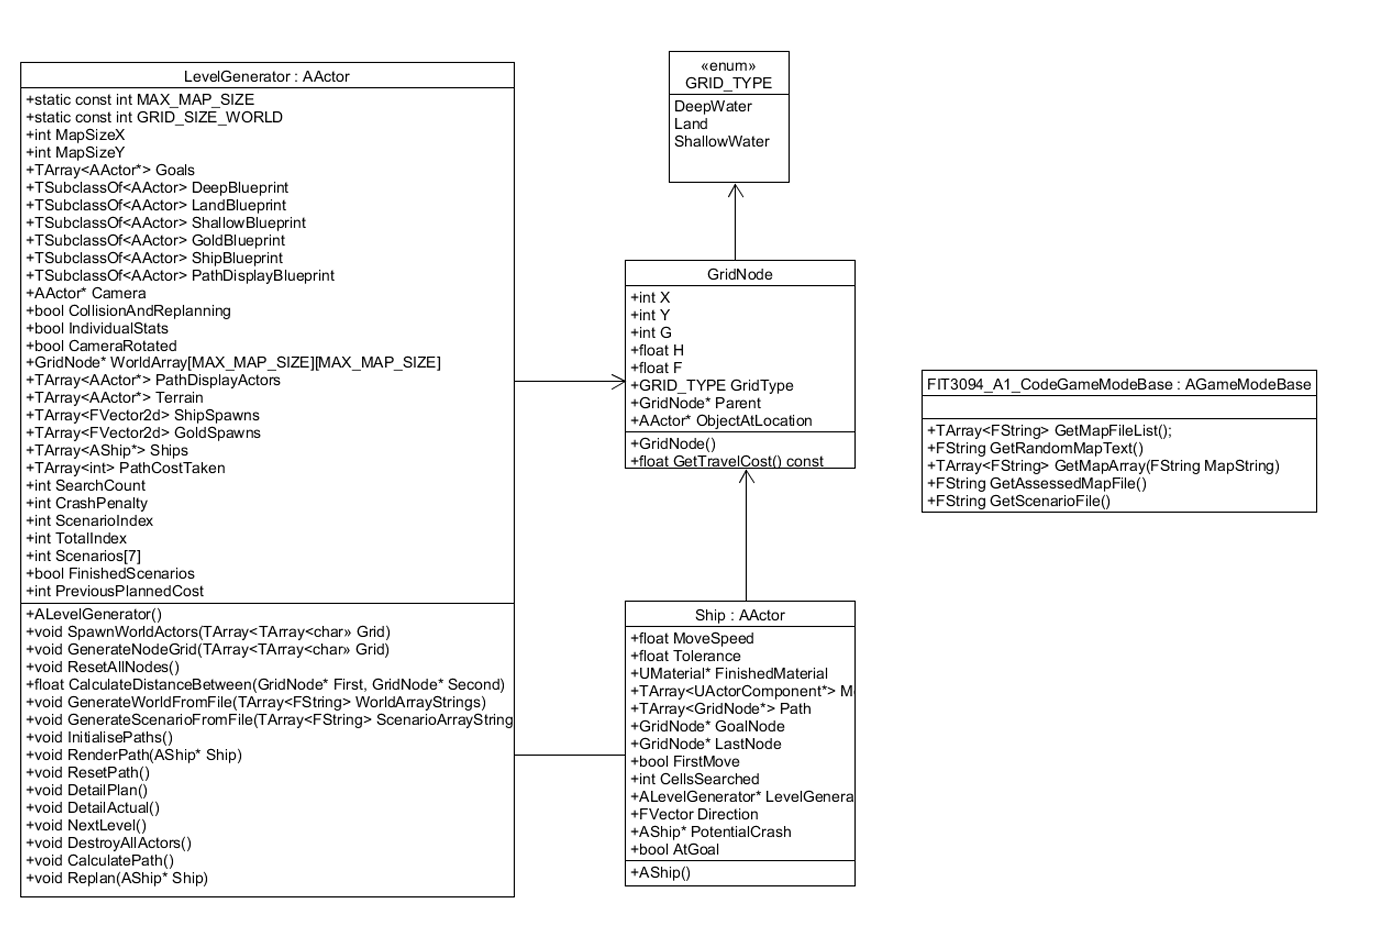 LevelGenerator : AActor
+static const int MAX_MAP_SIZE
+static const int GRID_SIZE_WORLD
+int MapSizeX
+int MapSizeY
+TArray<AActor*> Goals
+TSubclassOf<AActor> DeepBlueprint
+TSubclassOf<AActor> LandBlueprint
+TSubclassOf<AActor> ShallowBlueprint
+TSubclassOf<AActor> GoldBlueprint
+TSubclassOf<AActor> ShipBlueprint
+TSubclassOf<AActor> PathDisplayBlueprint
+AActor* Camera
+bool CollisionAndReplanning
+bool IndividualStats
+bool CameraRotated
+GridNode* WorldArray[MAX_MAP_SIZE][MAX_MAP_SIZE]
+TArray<AActor*> PathDisplayActors
+TArray<AActor*> Terrain
+TArray<FVector2d> ShipSpawns
+TArray<FVector2d> GoldSpawns
+TArray<AShip*> Ships
+TArray<int> PathCostTaken
+int SearchCount
+int CrashPenalty
+int ScenarioIndex
+int TotalIndex
+int Scenarios[7]
+bool FinishedScenarios
+int PreviousPlannedCost
+ALevelGenerator()
+void SpawnWorldActors(TArray<TArray<char» Grid)
+void GenerateNodeGrid(TArray<TArray<char» Grid)
+void ResetAllNodes()
+float CalculateDistanceBetween(GridNode* First, GridNode* Second)
+void GenerateWorldFromFile(TArray<FString> WorldArrayStrings)
+void GenerateScenarioFromFile(TArray<FString> ScenarioArrayString
+void InitialisePaths()
+void RenderPath(AShip* Ship)
+void ResetPath()
+void DetailPlan()
+void DetailActual()
+void NextLevel()
+void DestroyAllActors()
+void CalculatePath()
+void Replan(AShip* Ship)
«enum»
GRID_TYPE
DeepWater
Land
ShallowWater
GridNode
+int X
+int Y
+int G
+float H
+float F
+GRID_TYPE GridType
+GridNode* Parent
+AActor* ObjectAtLocation
+GridNode()
+float GetTravelCost() const
Ship : AActor
+float MoveSpeed
+float Tolerance
+UMaterial* FinishedMaterial
+TArray<UActorComponent*> M
+TArray<GridNode*> Path
+GridNode* GoalNode
+GridNode* LastNode
+bool FirstMove
+int CellsSearched
+ALevelGenerator* LevelGenera
+FVector Direction
+AShip* PotentialCrash
+bool AtGoal
+AShip()
FIT3094_A1_CodeGameModeBase : AGameModeBase
+TArray<FString> GetMapFileList();
+FString GetRandomMapText()
+TArray<FString> GetMapArray(FString MapString)
+FString GetAssessedMapFile()
+FString GetScenarioFile()